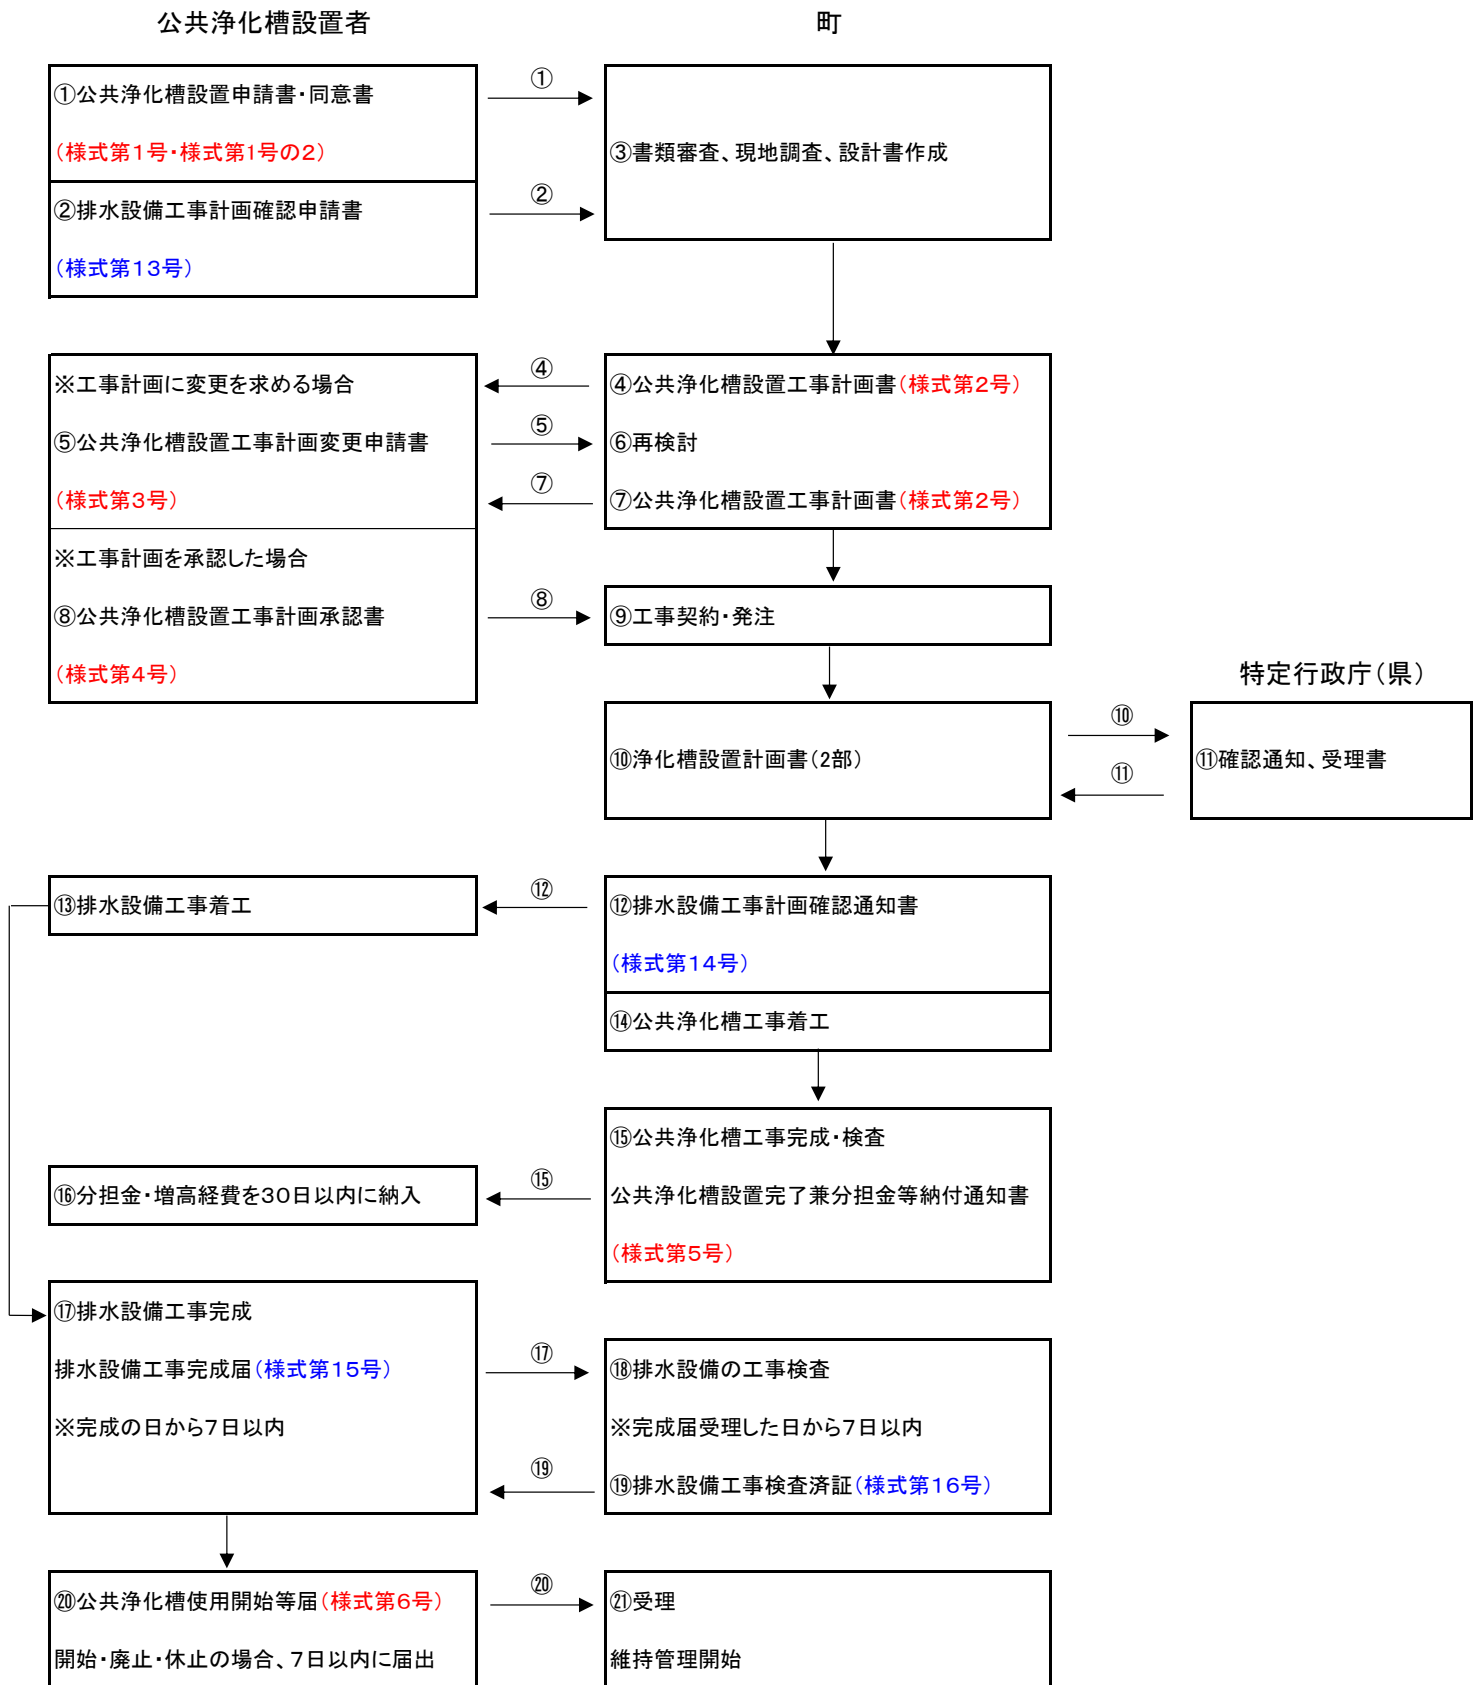 公共浄化槽設置者
町
①公共浄化槽設置申請書・同意書
（様式第１号・様式第１号の２）
②排水設備工事計画確認申請書
（様式第１３号）
①
②
③書類審査、現地調査、設計書作成
※工事計画に変更を求める場合
⑤公共浄化槽設置工事計画変更申請書
（様式第３号）
※工事計画を承認した場合
⑧公共浄化槽設置工事計画承認書
（様式第４号）
④
⑤
⑦
⑧
④公共浄化槽設置工事計画書（様式第２号）
⑥再検討
⑦公共浄化槽設置工事計画書（様式第２号）
⑨工事契約・発注
特定行政庁（県）
⑩浄化槽設置計画書（2部）
⑩
⑪
⑪確認通知、受理書
⑬排水設備工事着工
⑫
⑫排水設備工事計画確認通知書
（様式第１４号）
⑭公共浄化槽工事着工
⑮公共浄化槽工事完成・検査
公共浄化槽設置完了兼分担金等納付通知書
（様式第５号）
⑮
⑯分担金・増高経費を３０日以内に納入
⑰排水設備工事完成
排水設備工事完成届（様式第１５号）
※完成の日から７日以内
⑰
⑲
⑱排水設備の工事検査
※完成届受理した日から７日以内
⑲排水設備工事検査済証（様式第１６号）
⑳公共浄化槽使用開始等届（様式第６号）
開始・廃止・休止の場合、７日以内に届出
⑳
㉑受理
維持管理開始